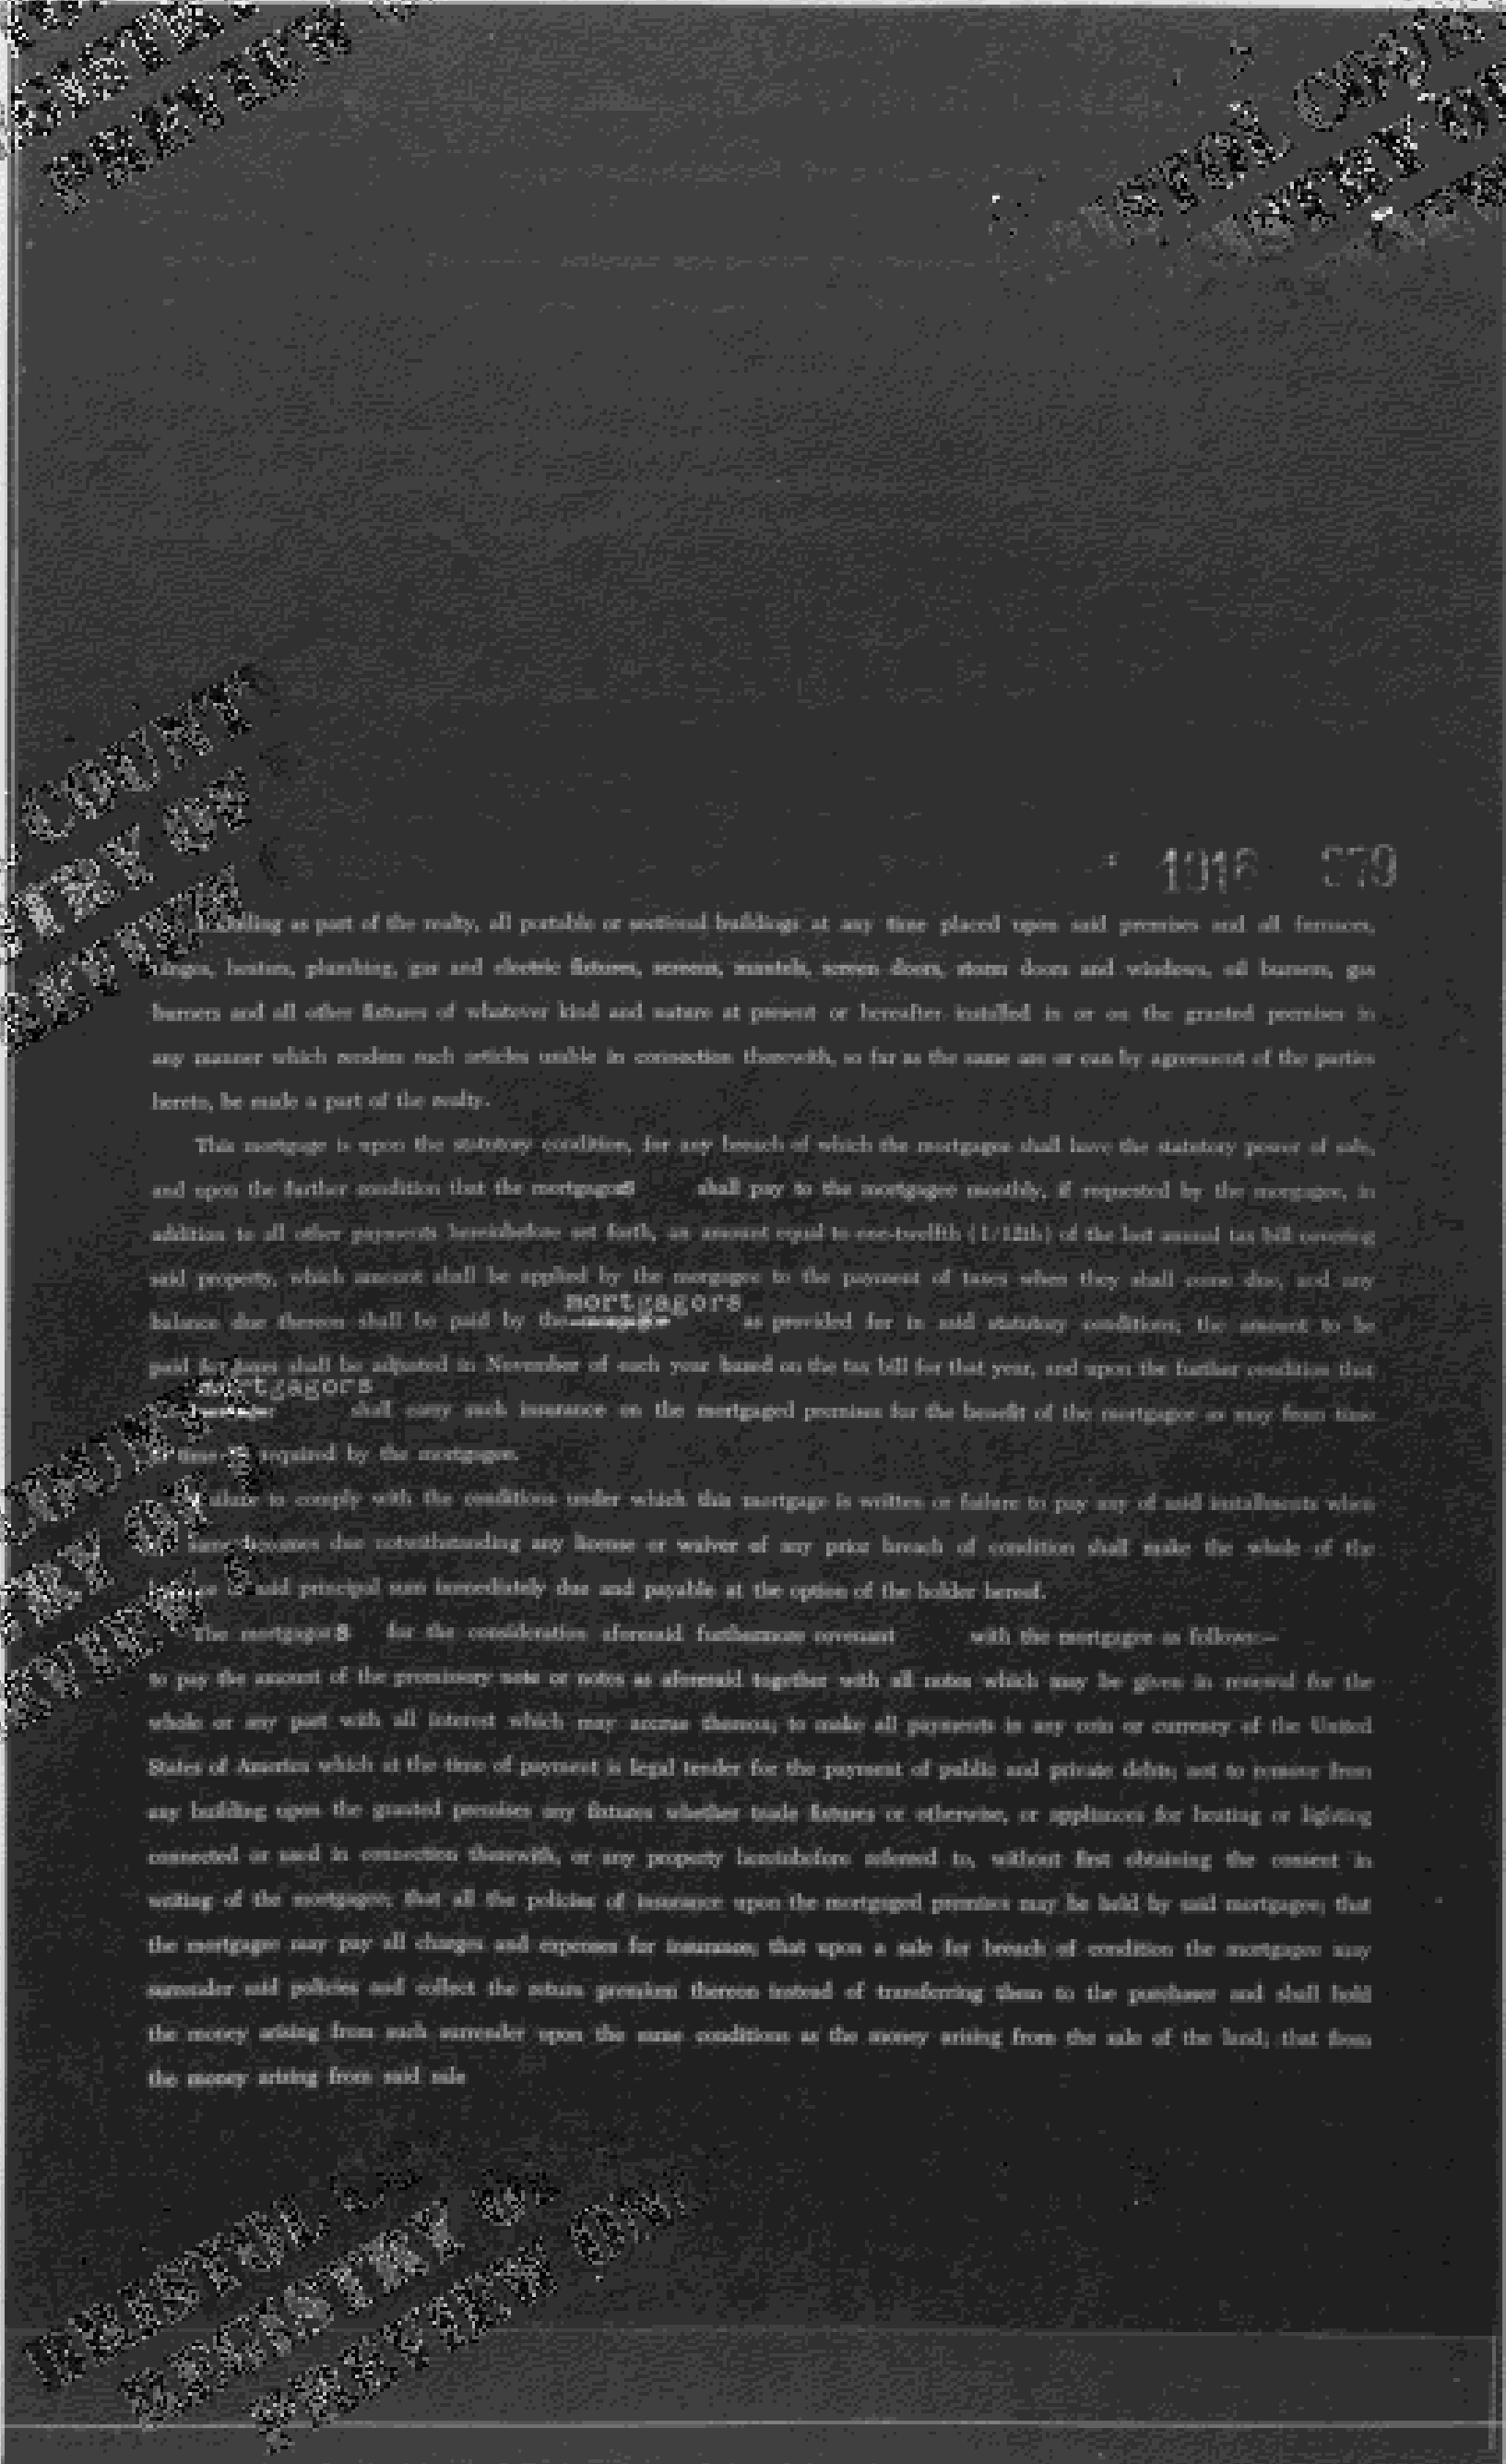 1916 379
Including as part of the realty, all portable or sectional buildings at any time placed upon said premises and all furnaces,
ranges, heaters, plumbing, gas and electric fixtures, screens, mantels, screen doors, storm doors and windows, oil burners, gas
burners and all other fixtures of whatever kind and nature at present or hereafter installed in or on the granted premises in
any manner which renders such articles usable in connection therewith, so far as the same are or can by agreement of the parties
hereto, be made a part of the realty.
This mortgage is upon the statutory condition, for any breach of which the mortgagee shall have the statutory power of sale,
and upon the further condition that the mortgagors shall pay to the mortgagee monthly, if requested by the mortgagee, in
addition to all other payments hereinbefore set forth, an amount equal to one-twelfth (1/12th) of the last annual tax bill covering
said property, which amount shall be applied by the mortgagee to the payment of taxes when they shall come due, and any
mortgagors
balance due thereon shall be paid by the as provided for in said statutory conditions, the amount to be
paid for taxes shall be adjusted in November of each year based on the tax bill for that year, and upon the further condition that
mortgagors
shall carry such insurance on the mortgaged premises for the benefit of the mortgagee as may from time
to time be required by the mortgagee.
Failure to comply with the conditions under which this mortgage is written or failure to pay any of said installments when
same becomes due notwithstanding any license or waiver of any prior breach of condition shall make the whole of the
said principal sum immediately due and payable at the option of the holder hereof.
The mortgagors for the consideration aforesaid furthermore covenant with the mortgagee as follows:—
to pay the amount of the promissory note or notes as aforesaid together with all notes which may be given in renewal for the
whole or any part with all interest which may accrue thereon; to make all payments in any coin or currency of the United
States of America which at the time of payment is legal tender for the payment of public and private debts; not to remove from
any building upon the granted premises any fixtures whether trade fixtures or otherwise, or appliances for heating or lighting
connected or used in connection therewith, or any property hereinbefore referred to, without first obtaining the consent in
writing of the mortgagee; that all the policies of insurance upon the mortgaged premises may be held by said mortgagee; that
the mortgagee may pay all charges and expenses for insurance; that upon a sale for breach of condition the mortgagee may
surrender said policies and collect the return premium thereon instead of transferring them to the purchaser and shall hold
the money arising from such surrender upon the same conditions as the money arising from the sale of the land; that from
the money arising from said sale
BRISTOL CO
REGISTRY OF
PREVIEW ONL